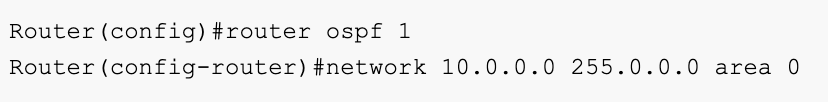 Router(config)#router ospf 1
Router(config-router)#network 10.0.0.0 255.0.0.0 area 0